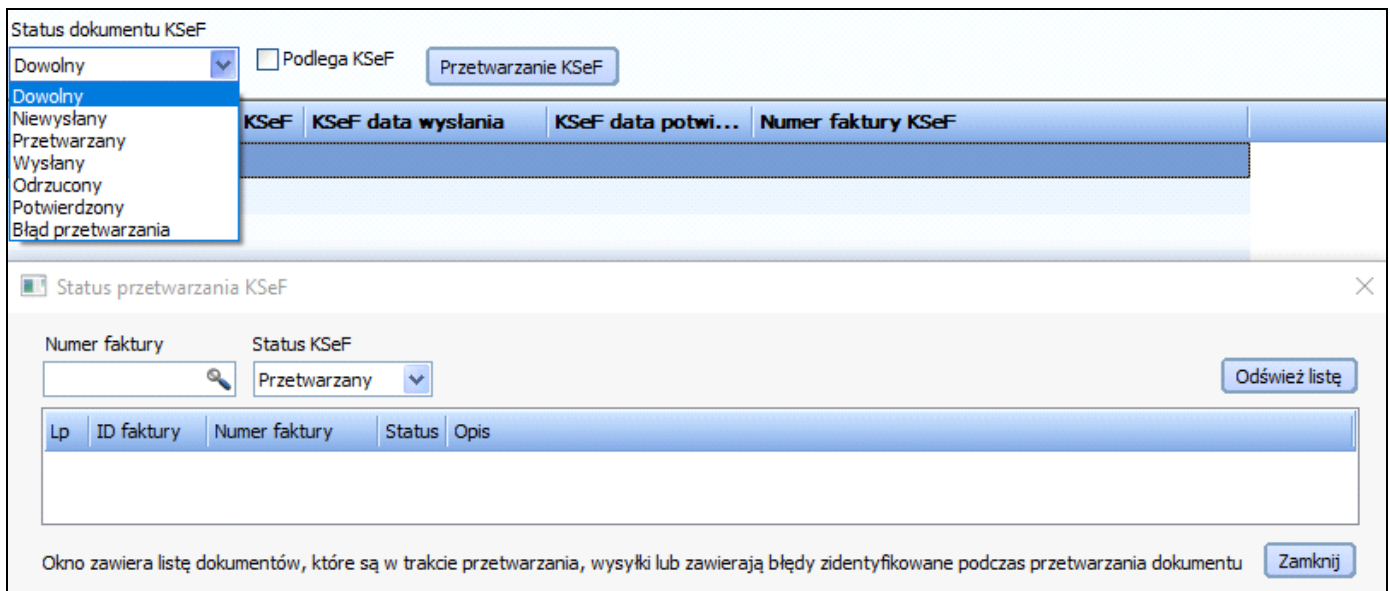 Status dokumentu KSeF
Dowolny Podlega KSeF Przetwarzanie KSeF
Dowolny
Niewysłany
KSeF KSeF data wysłania KSeF data potwi... Numer faktury KSeF
Przetwarzany
Wysłany
Odrzucony
Potwierdzony
Błąd przetwarzania
Status przetwarzania KSeF
Numer faktury Status KSeF
Przetwarzany Odśwież listę
Lp ID faktury Numer faktury Status Opis
Okno zawiera listę dokumentów, które są w trakcie przetwarzania, wysyłki lub zawierają błędy zidentyfikowane podczas przetwarzania dokumentu Zamknij